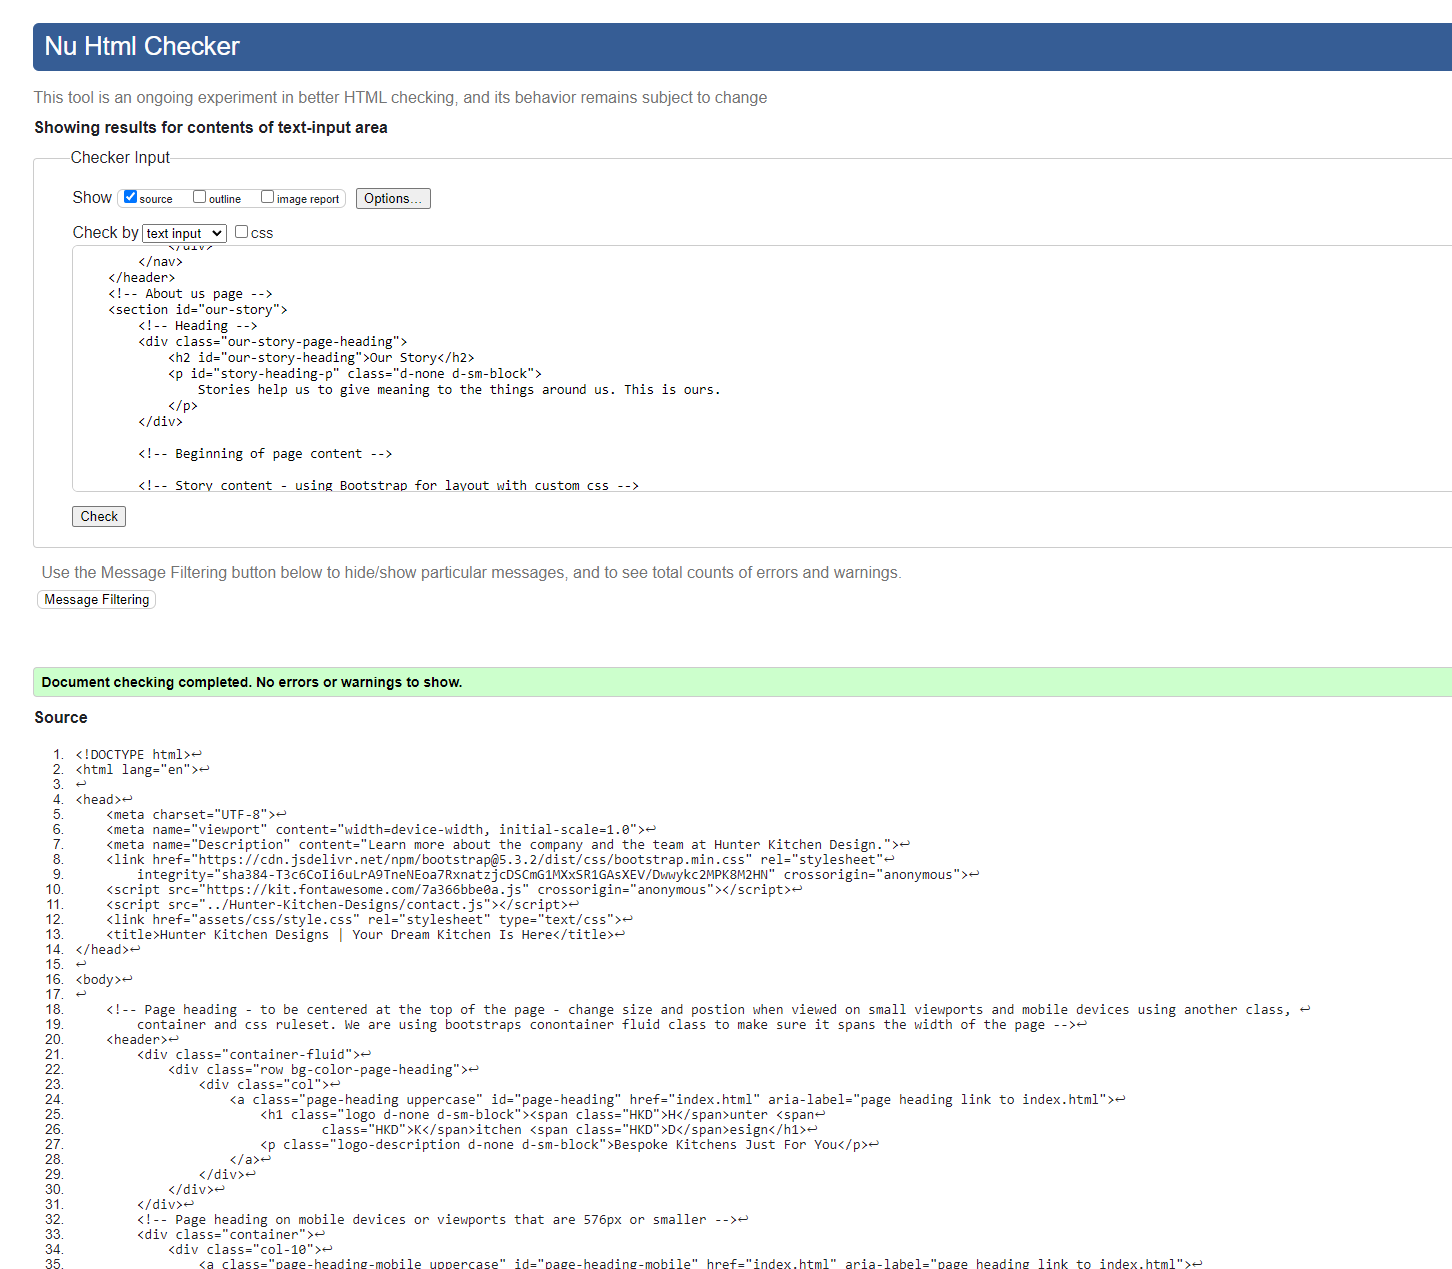 Nu Html Checker
This tool is an ongoing experiment in better HTML checking, and its behavior remains subject to change
Showing results for contents of text-input area
Checker Input
Show source outline image report Options...
Check by text input css
</div>
</nav>
</header>
<!-- About us page -->
<section id="our-story">
<!-- Heading -->
<div class="our-story-page-heading">
<h2 id="our-story-heading">Our Story</h2>
<p id="story-heading-p" class="d-none d-sm-block">
Stories help us to give meaning to the things around us. This is ours.
</p>
</div>
<!-- Beginning of page content -->
<!-- Story content - using Bootstrap for layout with custom css -->
Check
Use the Message Filtering button below to hide/show particular messages, and to see total counts of errors and warnings.
Message Filtering
Document checking completed. No errors or warnings to show.
Source
1. <!DOCTYPE html>↩
2. <html lang="en">↩
3. ↩
4. <head>↩
5. <meta charset="UTF-8">↩
6. <meta name="viewport" content="width=device-width, initial-scale=1.0">↩
7. <meta name="Description" content="Learn more about the company and the team at Hunter Kitchen Design.">↩
8. <link href="https://cdn.jsdelivr.net/npm/bootstrap@5.3.2/dist/css/bootstrap.min.css" rel="stylesheet"↩
9. integrity="sha384-T3c6CoIi6uLrA9TneNEoa7RxnatzjcDSCmG1MXxSR1GAsXEV/Dwwykc2MPK8M2HN" crossorigin="anonymous">↩
10. <script src="https://kit.fontawesome.com/7a366bbe0a.js" crossorigin="anonymous"></script>↩
11. <script src="../Hunter-Kitchen-Designs/contact.js"></script>↩
12. <link href="assets/css/style.css" rel="stylesheet" type="text/css">↩
13. <title>Hunter Kitchen Designs | Your Dream Kitchen Is Here</title>↩
14. </head>↩
15. ↩
16. <body>↩
17. ↩
18. <!-- Page heading - to be centered at the top of the page - change size and postion when viewed on small viewports and mobile devices using another class, ↩
19. container and css ruleset. We are using bootstraps conontainer fluid class to make sure it spans the width of the page -->↩
20. <header>↩
21. <div class="container-fluid">↩
22. <div class="row bg-color-page-heading">↩
23. <div class="col">↩
24. <a class="page-heading uppercase" id="page-heading" href="index.html" aria-label="page heading link to index.html">↩
25. <h1 class="logo d-none d-sm-block"><span class="HKD">H</span>unter <span↩
26. class="HKD">K</span>itchen <span class="HKD">D</span>esign</h1>↩
27. <p class="logo-description d-none d-sm-block">Bespoke Kitchens Just For You</p>↩
28. </a>↩
29. </div>↩
30. </div>↩
31. </div>↩
32. <!-- Page heading on mobile devices or viewports that are 576px or smaller -->↩
33. <div class="container">↩
34. <div class="col-10">↩
35. <a class="page-heading-mobile uppercase" id="page-heading-mobile" href="index.html" aria-label="page heading link to index.html">↩